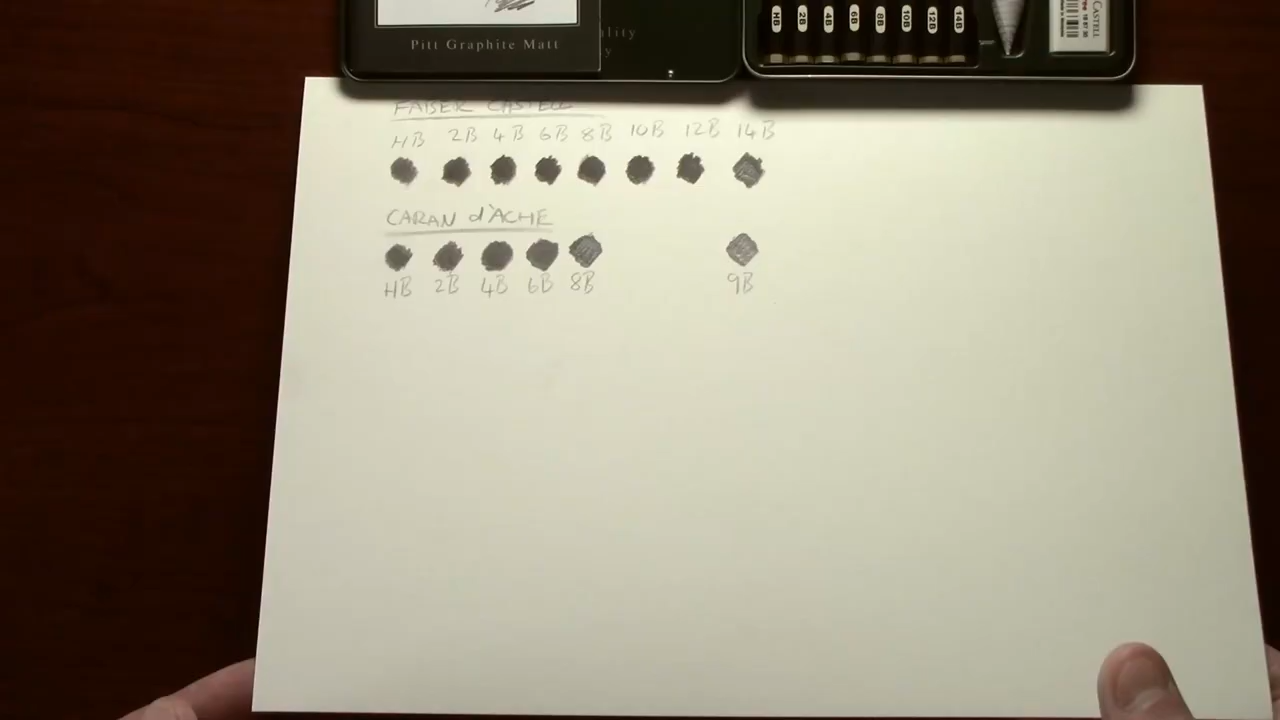 Pitt Graphite Matt
HB 2B 4B 6B 8B 10B 12B 14B
CASTELL
FABER CASTELL
HB 2B 4B 6B 8B 10B 12B 14B
CARAN d'ACHE
HB 2B 4B 6B 8B 9B